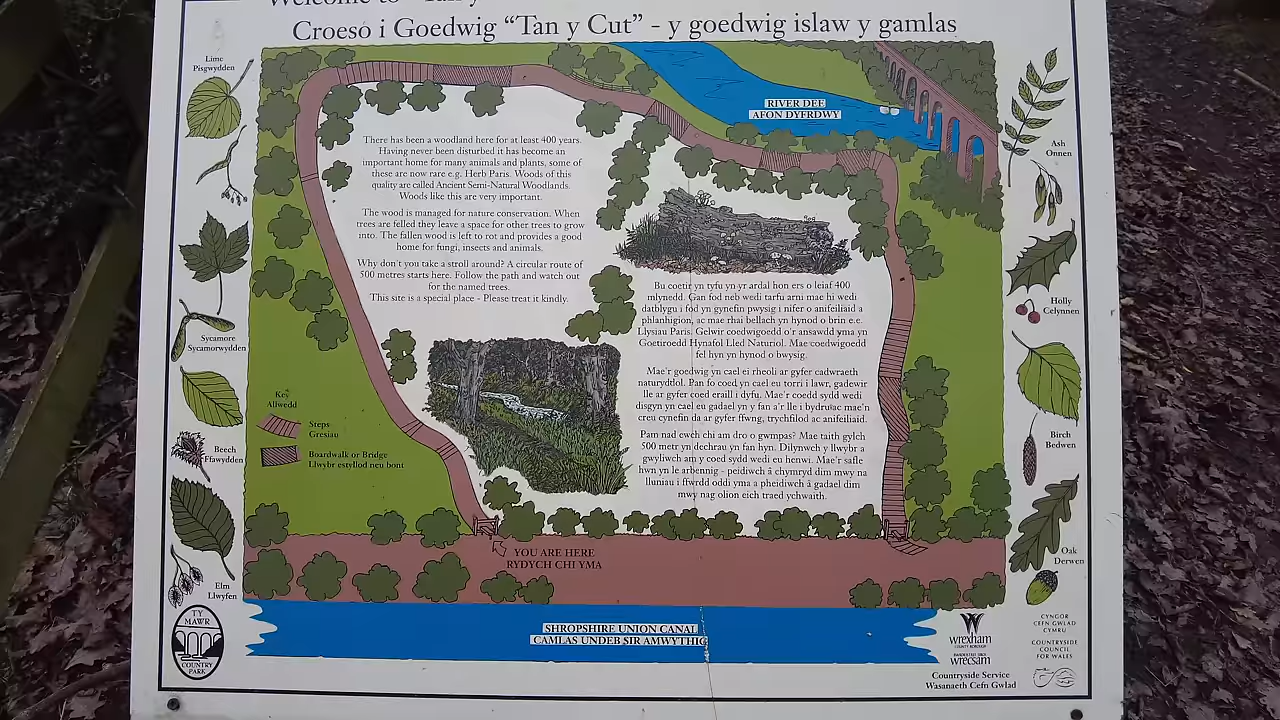 Welcome to "Tan y
Croeso i Goedwig "Tan y Cut" - y goedwig islaw y gamlas
Lime
Pisgwydden
Sycamore
Sycamorwydden
Beech
Ffawydden
Elm
Llwyfen
TY
MAWR
COUNTRY
PARK
RIVER DEE
AFON DYFRDWY
There has been a woodland here for at least 400 years.
Having never been disturbed it has become an
important home for many animals and plants, some of
these are now rare e.g. Herb Paris. Woods of this
quality are called Ancient Semi-Natural Woodlands.
Woods like this are very important.
The wood is managed for nature conservation. When
trees are felled they leave a space for other trees to grow
into. The fallen wood is left to rot and provides a good
home for fungi, insects and animals.
Why don't you take a stroll around? A circular route of
500 metres starts here. Follow the path and watch out
for the named trees.
This site is a special place - Please treat it kindly.
Bu coetir yn tyfu yn yr ardal hon ers o leiaf 400
mlynedd. Gan fod neb wedi tarfu arni mae hi wedi
datblygu i fod yn gynefin pwysig i nifer o anifeiliaid a
phlanhigion, ac mae rhai bellach yn hynod o brin e.e.
Llysiau Paris. Gelwir coedwigoedd o'r ansawdd yma yn
Goetiroedd Hynafol Lled Naturiol. Mae coedwigoedd
fel hyn yn hynod o bwysig.
Mae'r goedwig yn cael ei rheoli ar gyfer cadwraeth
naturyddol. Pan fo coed yn cael eu torri i lawr, gadewir
lle ar gyfer coed eraill i dyfu. Mae'r coedd sydd wedi
disgyn yn cael eu gadael yn y fan a'r lle i bydruac mae'n
creu cynefin da ar gyfer ffwng, trychfilod ac anifeiliaid.
Pam nad ewch chi am dro o gwmpas? Mae taith gylch
500 metr yn dechrau yn fan hyn. Dilynwch y llwybr a
gwyliwch am y coed sydd wedi eu henwi. Mae'r safle
hwn yn le arbennig - peidiwch â chymryd dim mwy na
lluniau i ffwrdd oddi yma a pheidiwch â gadael dim
mwy nag olion eich traed ychwaith.
Key
Allwedd
Steps
Gresiau
Boardwalk or Bridge
Llwybr estyllod neu bont
YOU ARE HERE
RYDYCH CHI YMA
SHROPSHIRE UNION CANAL
CAMLAS UNDEB SIR AMWYTHIG
Ash
Onnen
Holly
Celynnen
Birch
Bedwen
Oak
Derwen
wrexham
COUNTY BOROUGH
wrecsam
CYNGOR
CEFN GWLAD
CYMRU
COUNTRYSIDE
COUNCIL
FOR WALES
Countryside Service
Wasanaeth Cefn Gwlad